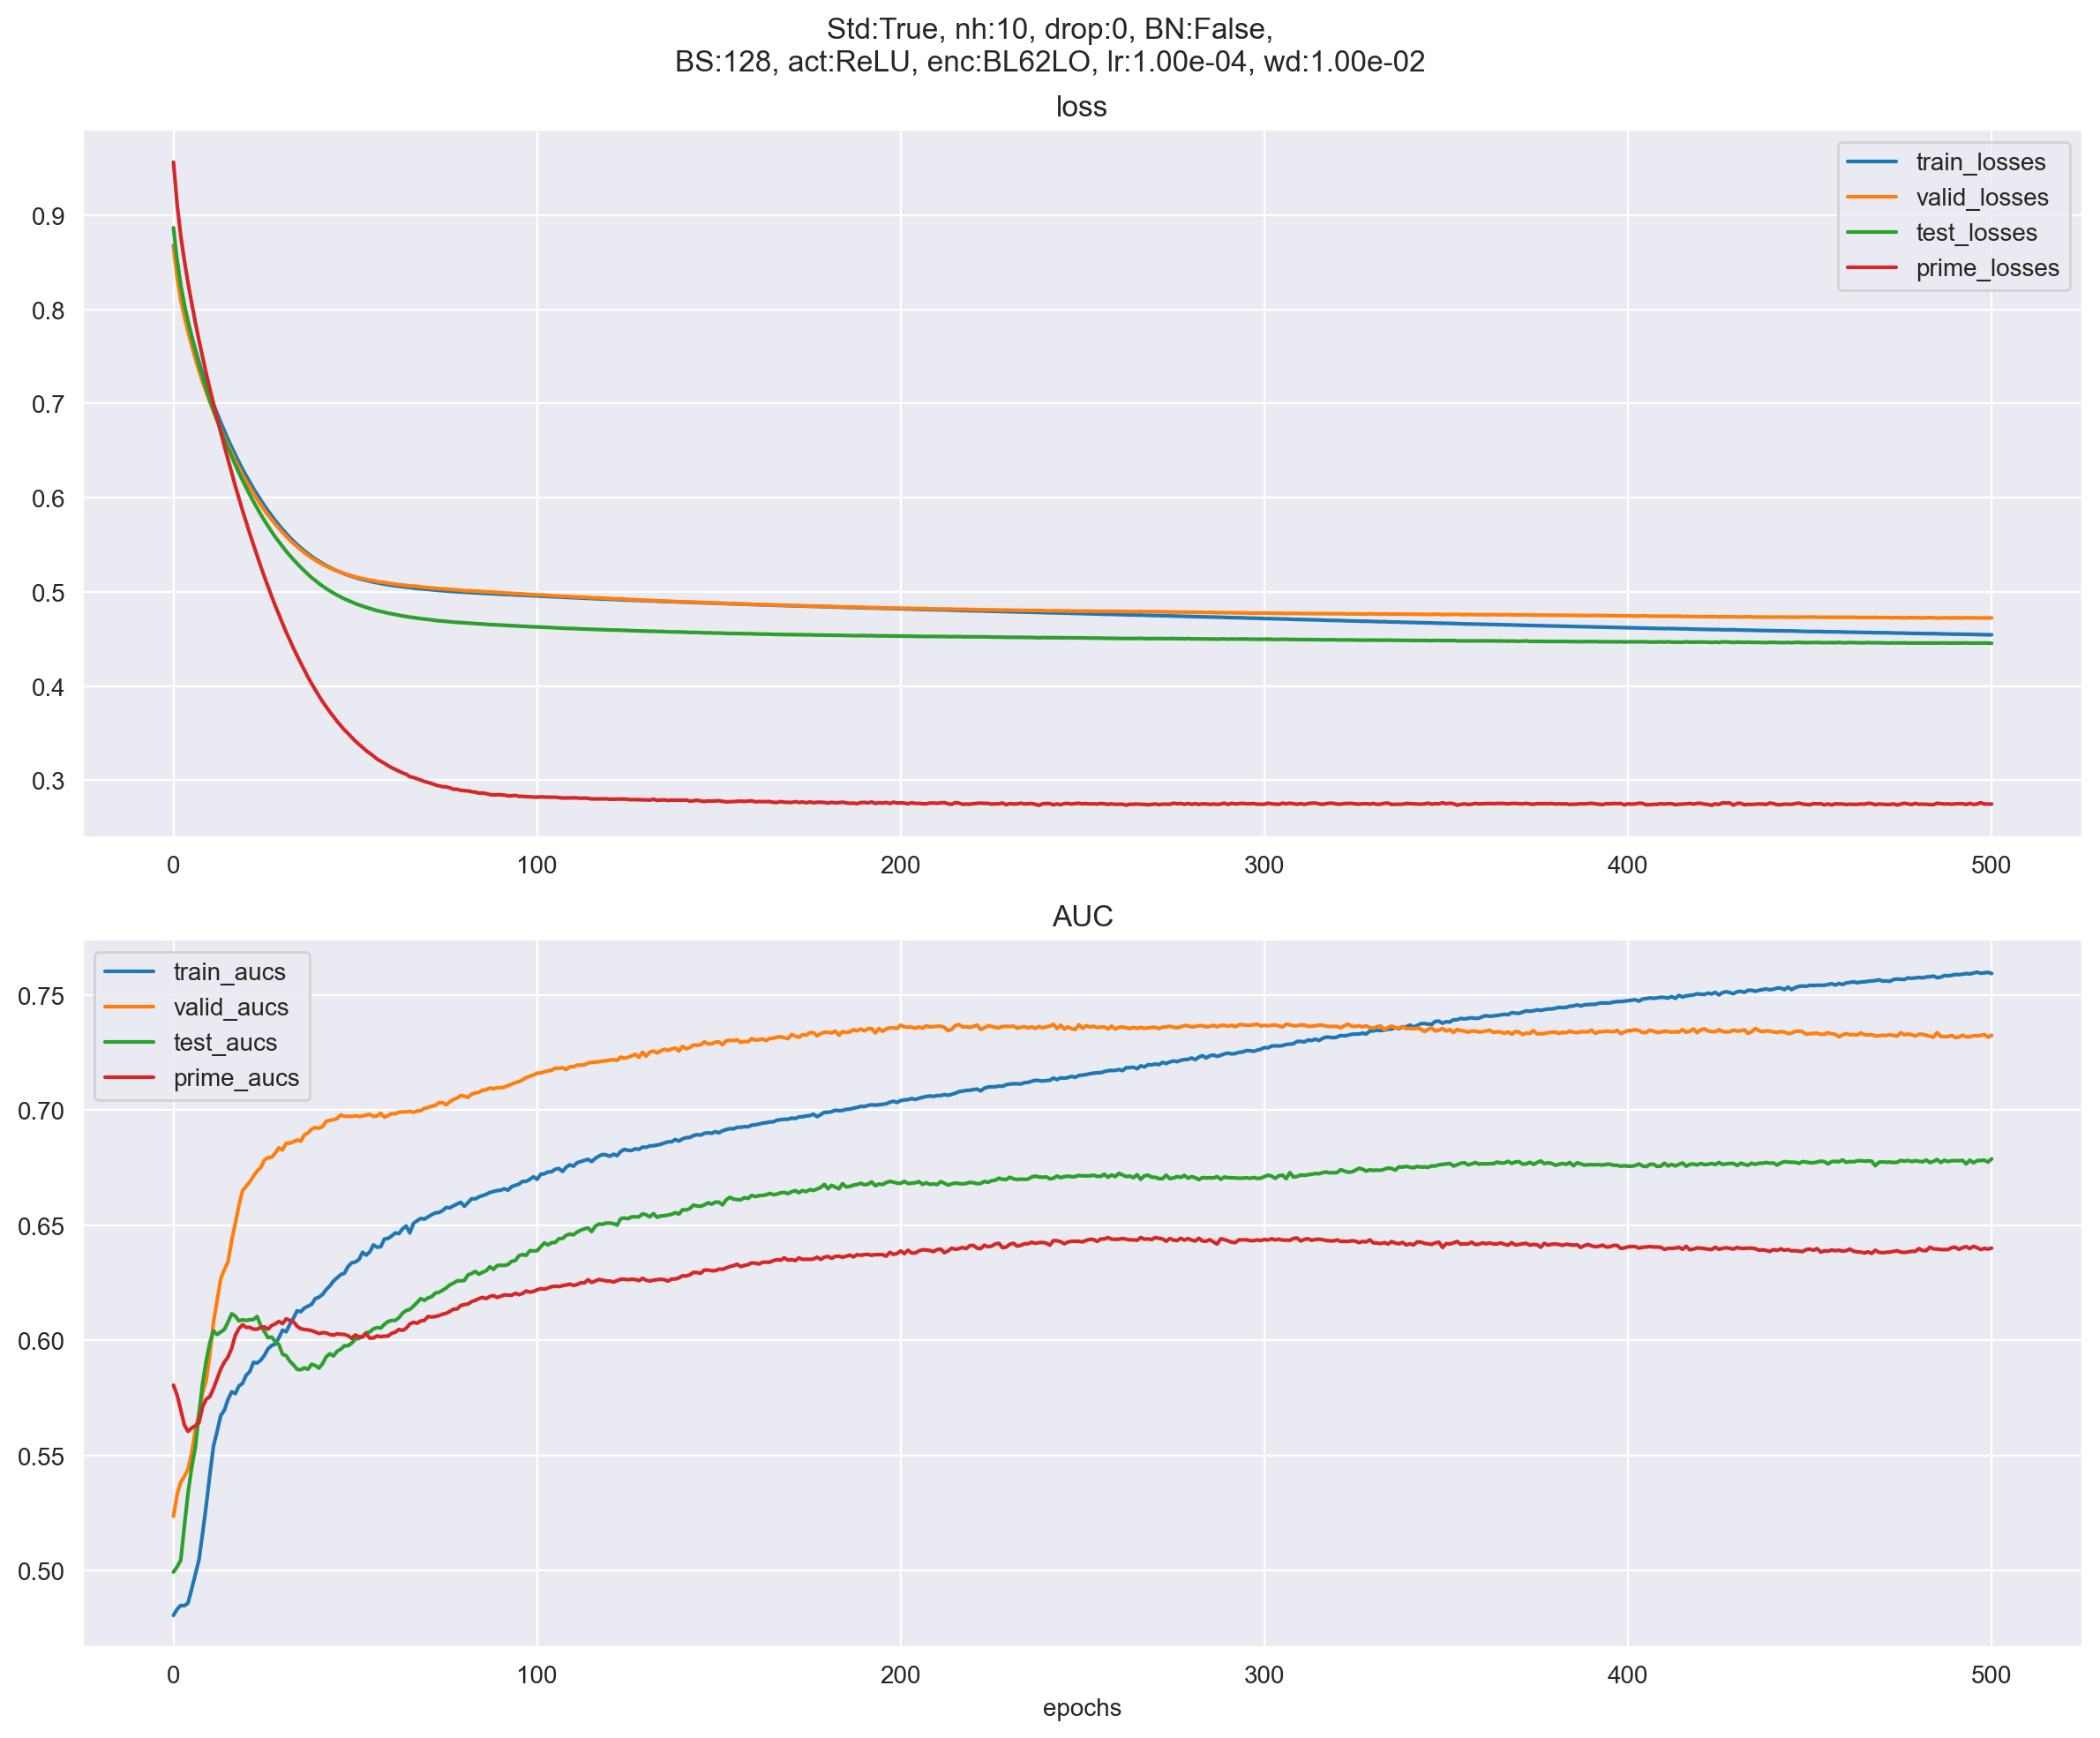 Std:True, nh:10, drop:0, BN:False,
BS:128, act:ReLU, enc:BL62LO, lr:1.00e-04, wd:1.00e-02
loss
train_losses
valid_losses
test_losses
prime_losses
0.9
0.8
0.7
0.6
0.5
0.4
0.3
0 100 200 300 400 500
AUC
train_aucs
valid_aucs
test_aucs
prime_aucs
0.75
0.70
0.65
0.60
0.55
0.50
0 100 200 300 400 500
epochs